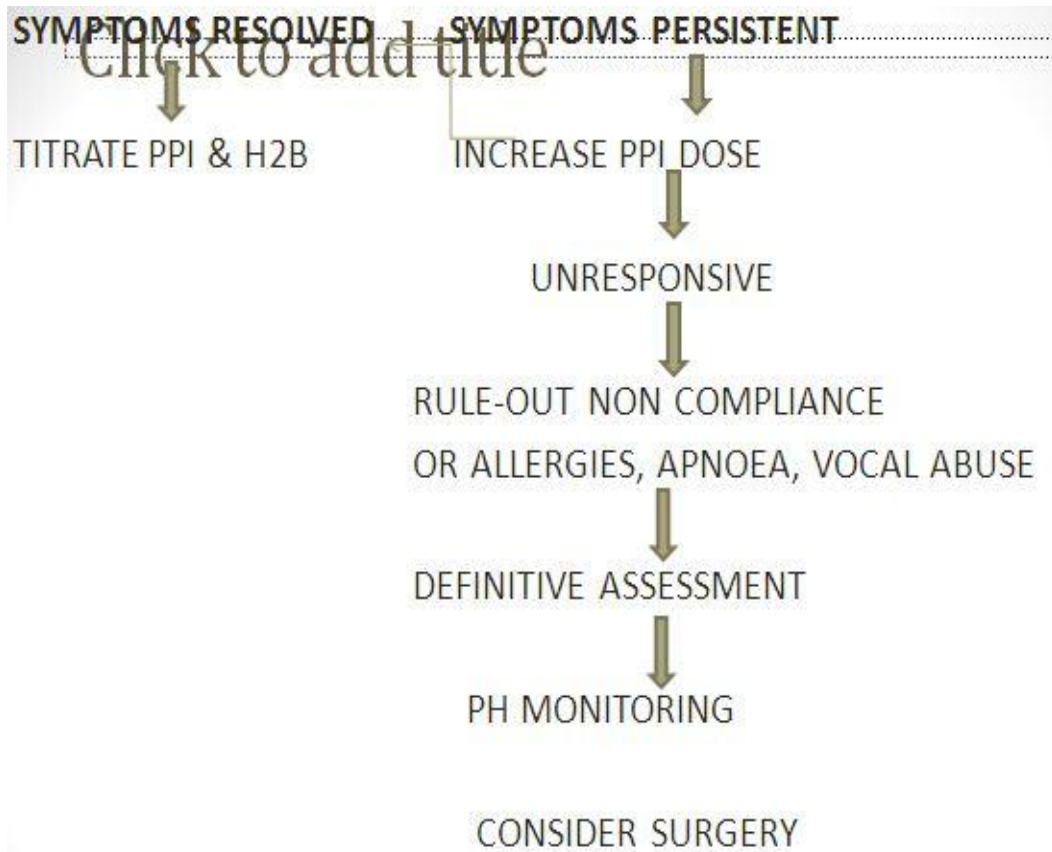 SYMPTOMS RESOLVED SYMPTOMS PERSISTENT
Click to add title
TITRATE PPI & H2B INCREASE PPI DOSE
UNRESPONSIVE
RULE-OUT NON COMPLIANCE
OR ALLERGIES, APNOEA, VOCAL ABUSE
DEFINITIVE ASSESSMENT
PH MONITORING
CONSIDER SURGERY